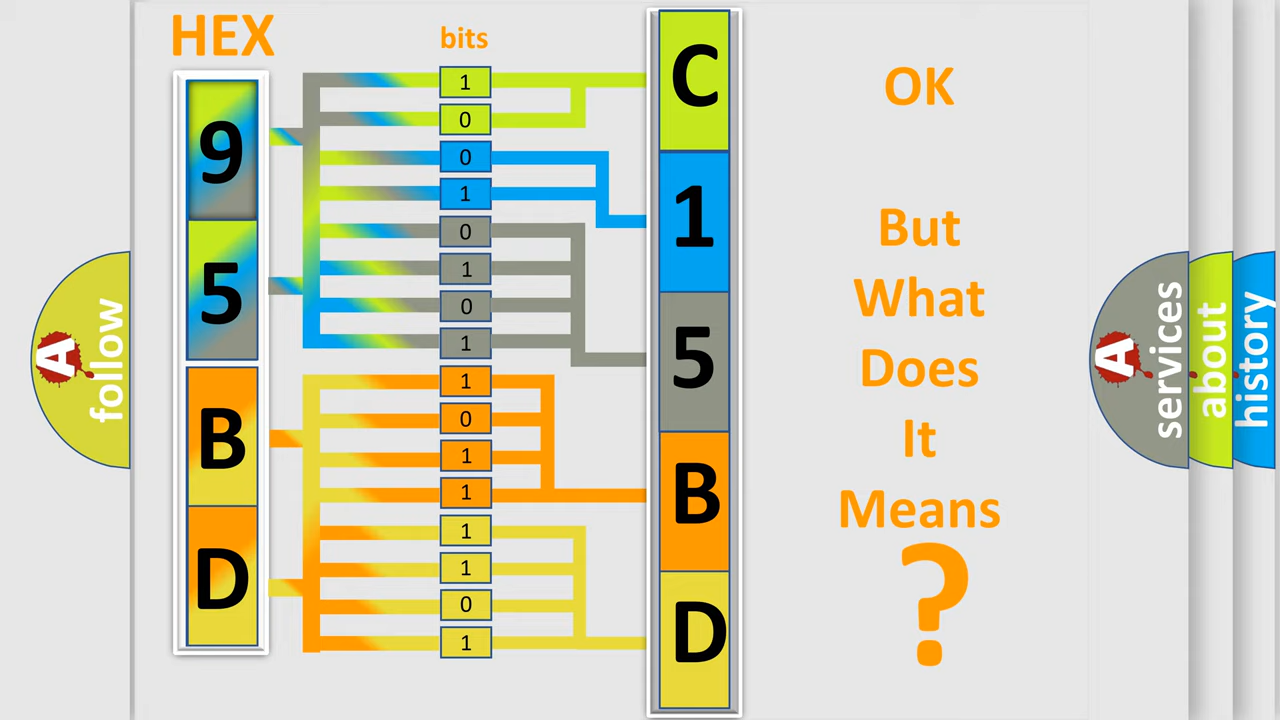 HEX
bits
9
5
B
D
1
0
0
1
0
1
0
1
1
0
1
1
1
1
0
1
C
1
5
B
D
OK
But
What
Does
It
Means
?
A
follow
A
services
about
history